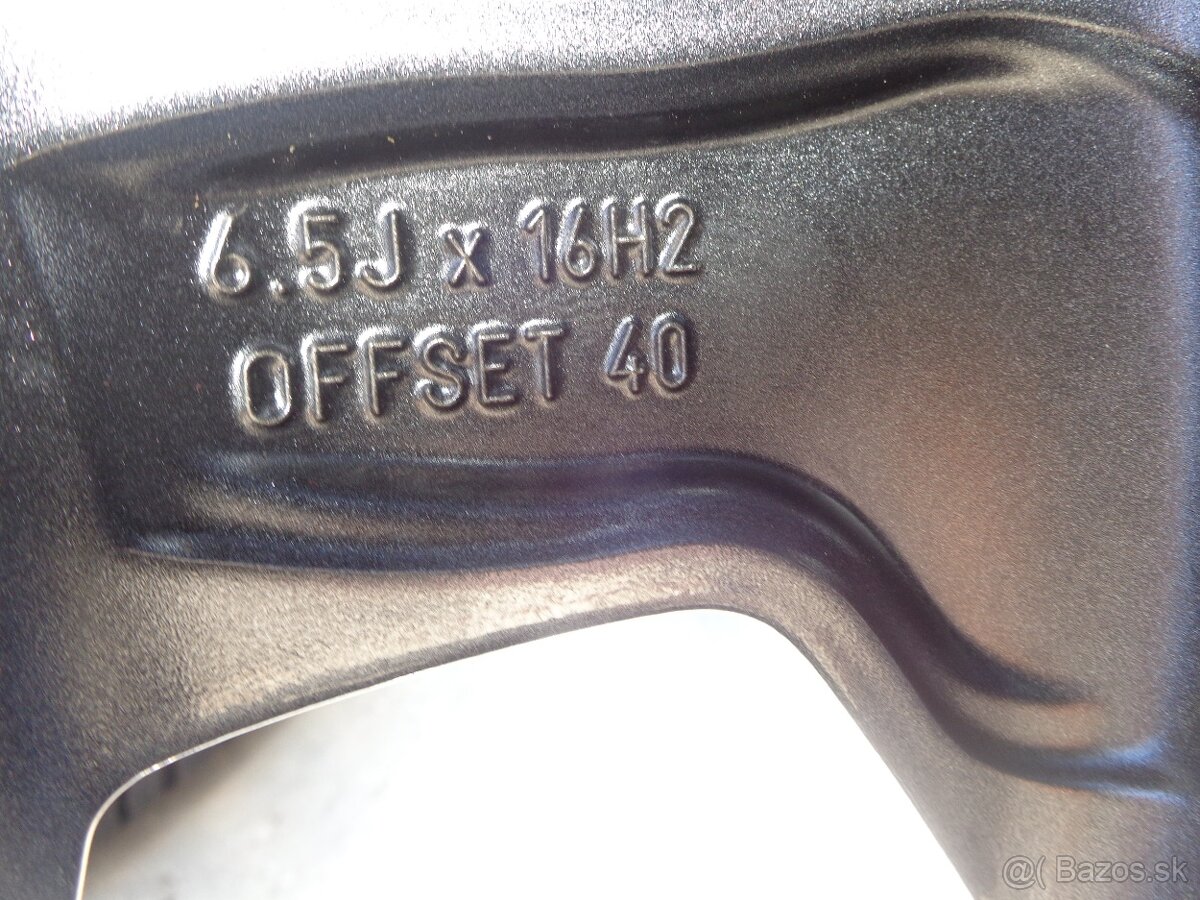 6.5J x 16H2
OFFSET 40
@( Bazos.sk